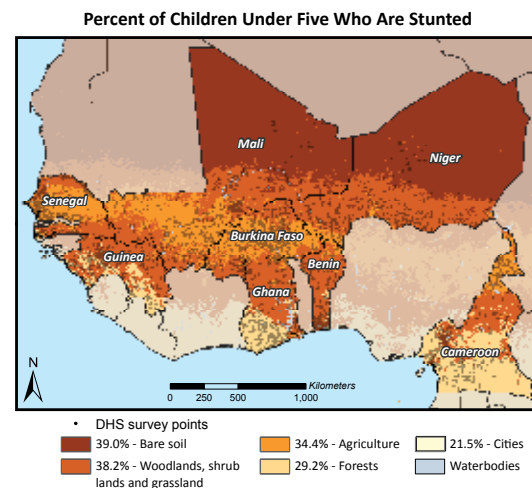 Percent of Children Under Five Who Are Stunted
Mali
Niger
Senegal
Burkina Faso
Guinea
Benin
Ghana
Cameroon
N
Kilometers
0 250 500 1,000
• DHS survey points
39.0% - Bare soil
34.4% - Agriculture
21.5% - Cities
38.2% - Woodlands, shrub
lands and grassland
29.2% - Forests
Waterbodies